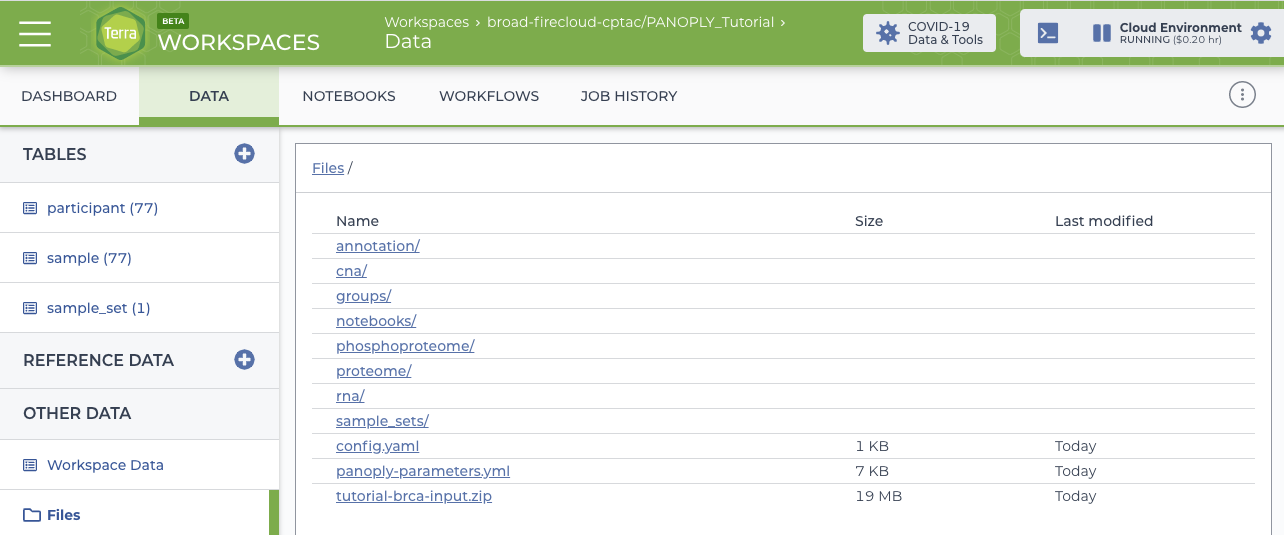 Terra
BETA
WORKSPACES
Workspaces › broad-firecloud-cptac/PANOPLY_Tutorial ›
Data
COVID-19
Data & Tools
Cloud Environment
RUNNING ($0.20 hr)
DASHBOARD
DATA
NOTEBOOKS
WORKFLOWS
JOB HISTORY
TABLES
participant (77)
sample (77)
sample_set (1)
REFERENCE DATA
OTHER DATA
Workspace Data
Files
Files /
Name Size Last modified
annotation/
cna/
groups/
notebooks/
phosphoproteome/
proteome/
rna/
sample_sets/
config.yaml 1 KB Today
panoply-parameters.yml 7 KB Today
tutorial-brca-input.zip 19 MB Today